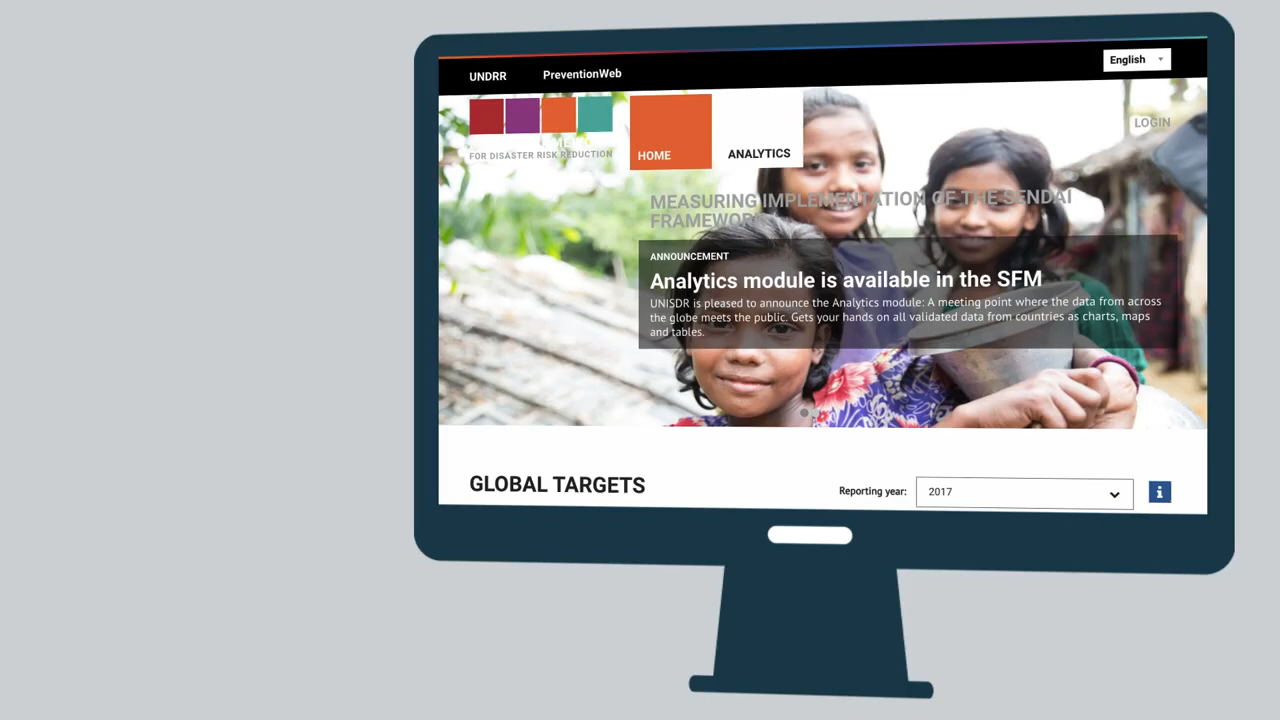 UNDRR
PreventionWeb
English
LOGIN
FOR DISASTER RISK REDUCTION
HOME
ANALYTICS
MEASURING IMPLEMENTATION OF THE SENDAI
FRAMEWORK
ANNOUNCEMENT
Analytics module is available in the SFM
UNISDR is pleased to announce the Analytics module: A meeting point where the data from across
the globe meets the public. Gets your hands on all validated data from countries as charts, maps
and tables.
GLOBAL TARGETS
Reporting year:
2017
i